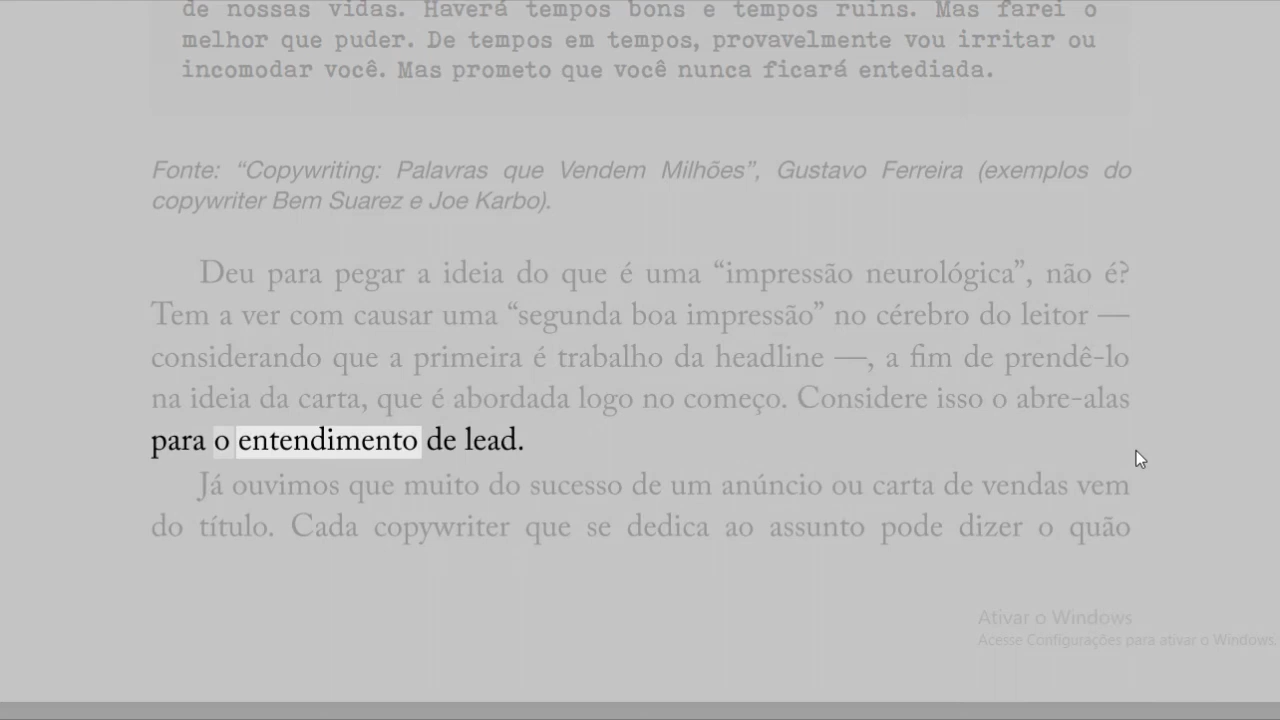 de nossas vidas. Haverá tempos bons e tempos ruins. Mas farei o
melhor que puder. De tempos em tempos, provavelmente vou irritar ou
incomodar você. Mas prometo que você nunca ficará entediada.
Fonte: “Copywriting: Palavras que Vendem Milhões”, Gustavo Ferreira (exemplos do
copywriter Bem Suarez e Joe Karbo).
Deu para pegar a ideia do que é uma “impressão neurológica”, não é?
Tem a ver com causar uma “segunda boa impressão” no cérebro do leitor —
considerando que a primeira é trabalho da headline —, a fim de prendê-lo
na ideia da carta, que é abordada logo no começo. Considere isso o abre-alas
para o entendimento de lead.
Já ouvimos que muito do sucesso de um anúncio ou carta de vendas vem
do título. Cada copywriter que se dedica ao assunto pode dizer o quão
Ativar o Windows
Acesse Configurações para ativar o Windows.